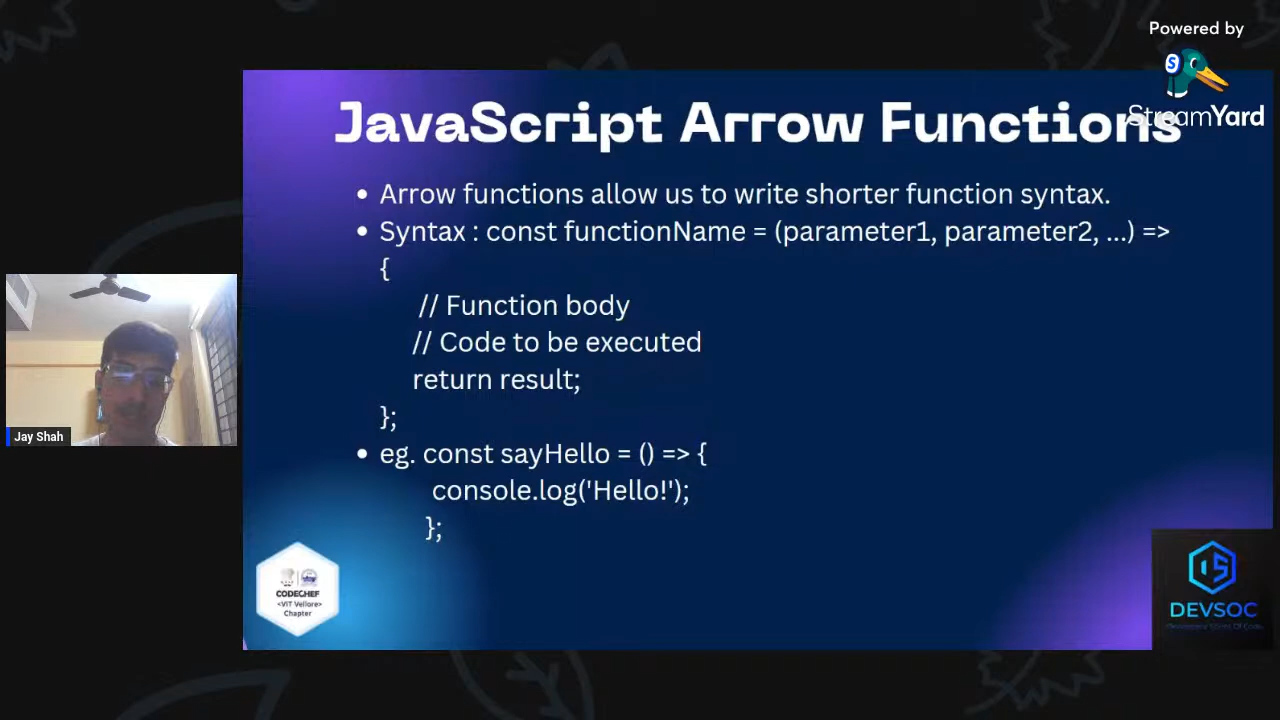 Powered by
S
StreamYard
JavaScript Arrow Functions
• Arrow functions allow us to write shorter function syntax.
• Syntax : const functionName = (parameter1, parameter2, ...) =>
{
// Function body
// Code to be executed
return result;
};
• eg. const sayHello = () => {
console.log('Hello!');
};
Jay Shah
CODECHEF
<VIT Vellore>
Chapter
DEVSOC